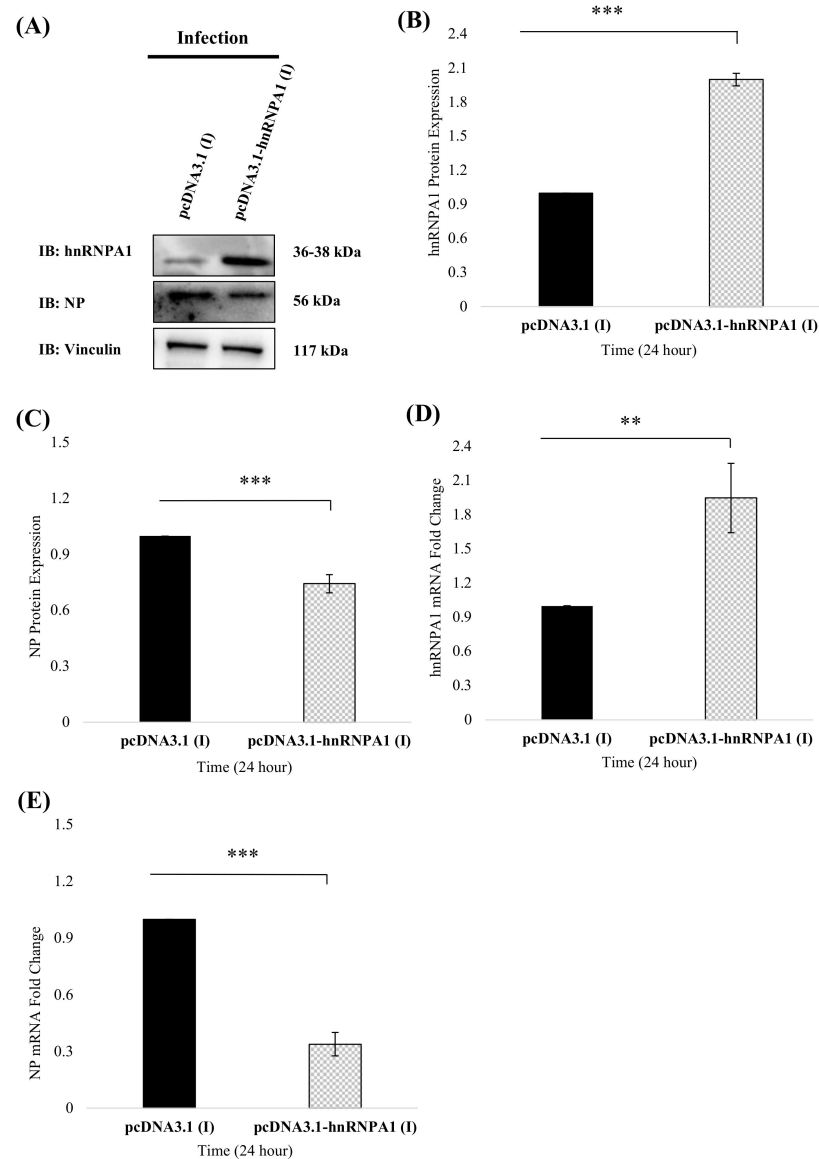 (A)
Infection
pcDNA3.1 (I)
pcDNA3.1-hnRNPA1 (I)
IB: hnRNPA1 36-38 kDa
IB: NP 56 kDa
IB: Vinculin 117 kDa
(B)
***
2.4
2.1
1.8
1.5
1.2
0.9
0.6
0.3
0
hnRNPA1 Protein Expression
pcDNA3.1 (I) pcDNA3.1-hnRNPA1 (I)
Time (24 hour)
(C)
***
1.5
1.2
0.9
0.6
0.3
0
NP Protein Expression
pcDNA3.1 (I) pcDNA3.1-hnRNPA1 (I)
Time (24 hour)
(D)
**
2.4
2.1
1.8
1.5
1.2
0.9
0.6
0.3
0
hnRNPA1 mRNA Fold Change
pcDNA3.1 (I) pcDNA3.1-hnRNPA1 (I)
Time (24 hour)
(E)
***
1.5
1.2
0.9
0.6
0.3
0
NP mRNA Fold Change
pcDNA3.1 (I) pcDNA3.1-hnRNPA1 (I)
Time (24 hour)